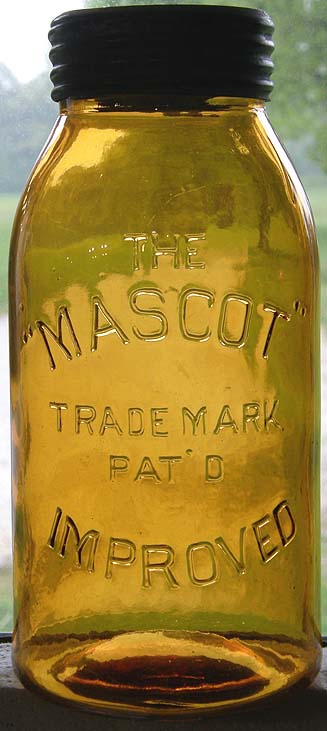 THE
"MASCOT"
TRADE MARK
PAT'D
IMPROVED